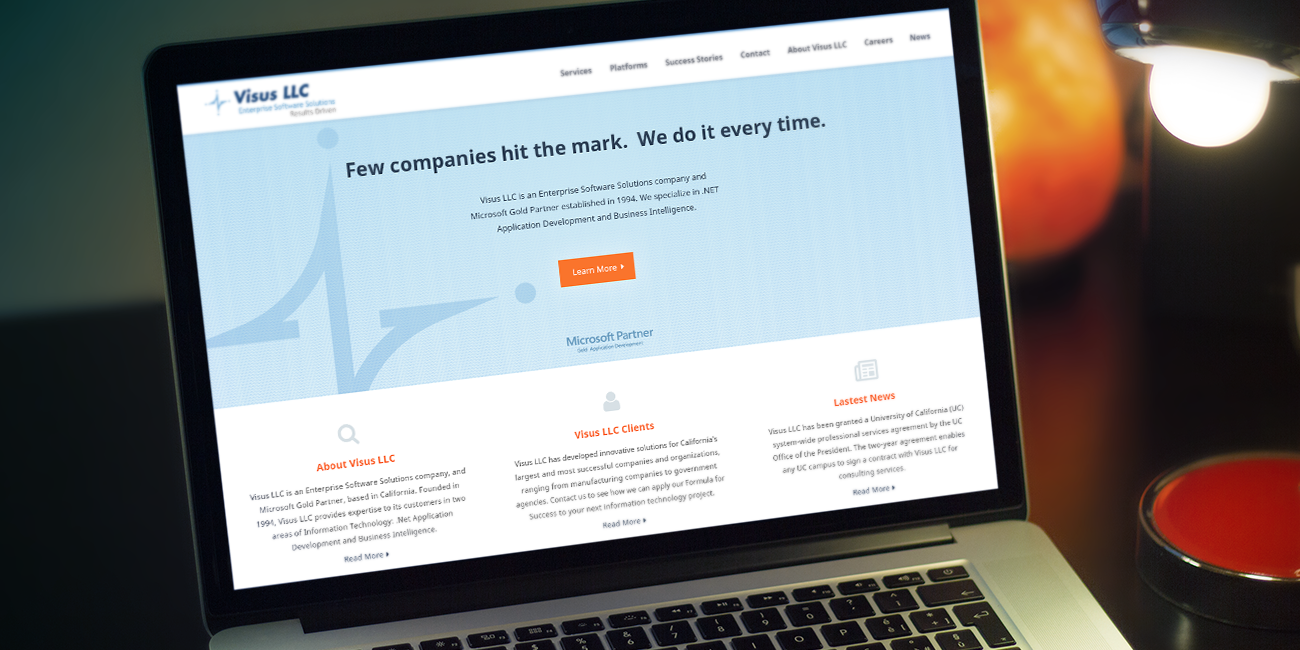 Visus LLC
Enterprise Software Solutions
Results Driven
Services Platforms Success Stories Contact About Visus LLC Careers News
Few companies hit the mark. We do it every time.
Visus LLC is an Enterprise Software Solutions company and
Microsoft Gold Partner established in 1994. We specialize in .NET
Application Development and Business Intelligence.
Learn More
Microsoft Partner
Gold Application Development
About Visus LLC
Visus LLC is an Enterprise Software Solutions company, and
Microsoft Gold Partner, based in California. Founded in
1994, Visus LLC provides expertise to its customers in two
areas of Information Technology: .Net Application
Development and Business Intelligence.
Read More
Visus LLC Clients
Visus LLC has developed innovative solutions for California's
largest and most successful companies and organizations,
ranging from manufacturing companies to government
agencies. Contact us to see how we can apply our Formula for
Success to your next information technology project.
Read More
Lastest News
Visus LLC has been granted a University of California (UC)
system-wide professional services agreement by the UC
Office of the President. The two-year agreement enables
any UC campus to sign a contract with Visus LLC for
consulting services.
Read More
% 5 & 6 / 7 ( 8 ) 9 = 0 ? ^
O P è é + *